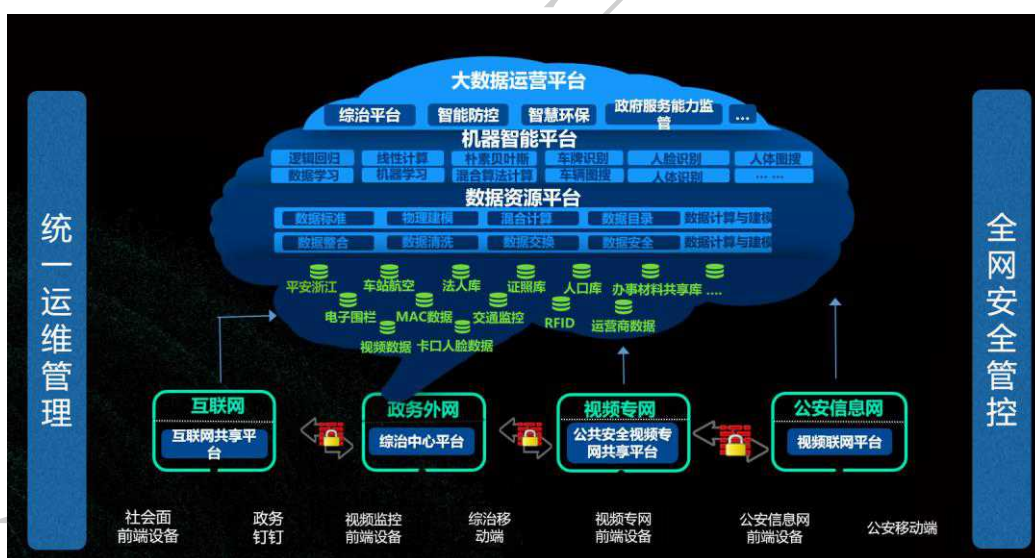 大数据运营平台
综治平台 智能防控 智慧环保 政府服务能力监
管 ...
机器智能平台
逻辑回归 线性计算 朴素贝叶斯 车牌识别 人脸识别 人体图搜
数据学习 机器学习 混合算法计算 车辆图搜 人体识别 ... ...
数据资源平台
数据标准 物理建模 混合计算 数据目录 数据计算与建模
数据整合 数据清洗 数据交换 数据安全 数据计算与建模
平安浙江 车站航空 法人库 证照库 人口库 办事材料共享库 ....
电子围栏 MAC数据 交通监控 RFID 运营商数据
视频数据 卡口人脸数据
统一运维管理
全网安全管控
互联网 政务外网 视频专网 公安信息网
互联网共享平
台
综治中心平台
公共安全视频专
网共享平台
视频联网平台
社会面
前端设备
政务
钉钉
视频监控
前端设备
综治移
动端
视频专网
前端设备
公安信息网
前端设备
公安移动端